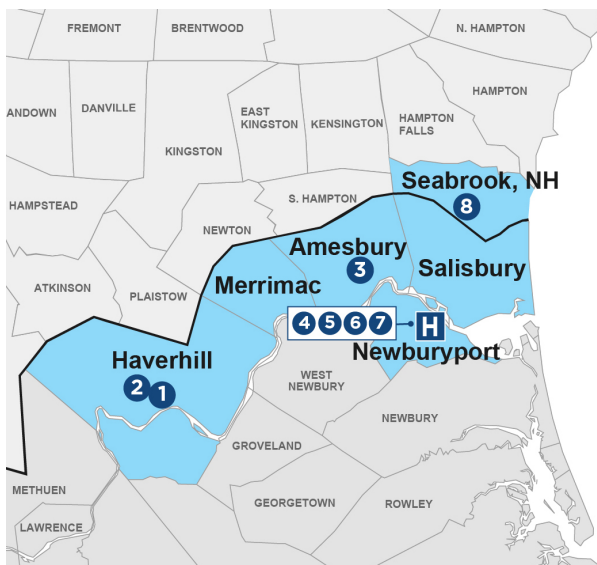 FREMONT
BRENTWOOD
N. HAMPTON
HAMPTON
ANDOWN
DANVILLE
EAST
KINGSTON
KENSINGTON
HAMPTON
FALLS
KINGSTON
Seabrook, NH
8
S. HAMPTON
HAMPSTEAD
NEWTON
Amesbury
3
Salisbury
Merrimac
ATKINSON
PLAISTOW
4 5 6 7
H
Newburyport
Haverhill
2 1
WEST
NEWBURY
NEWBURY
GROVELAND
METHUEN
GEORGETOWN
ROWLEY
LAWRENCE